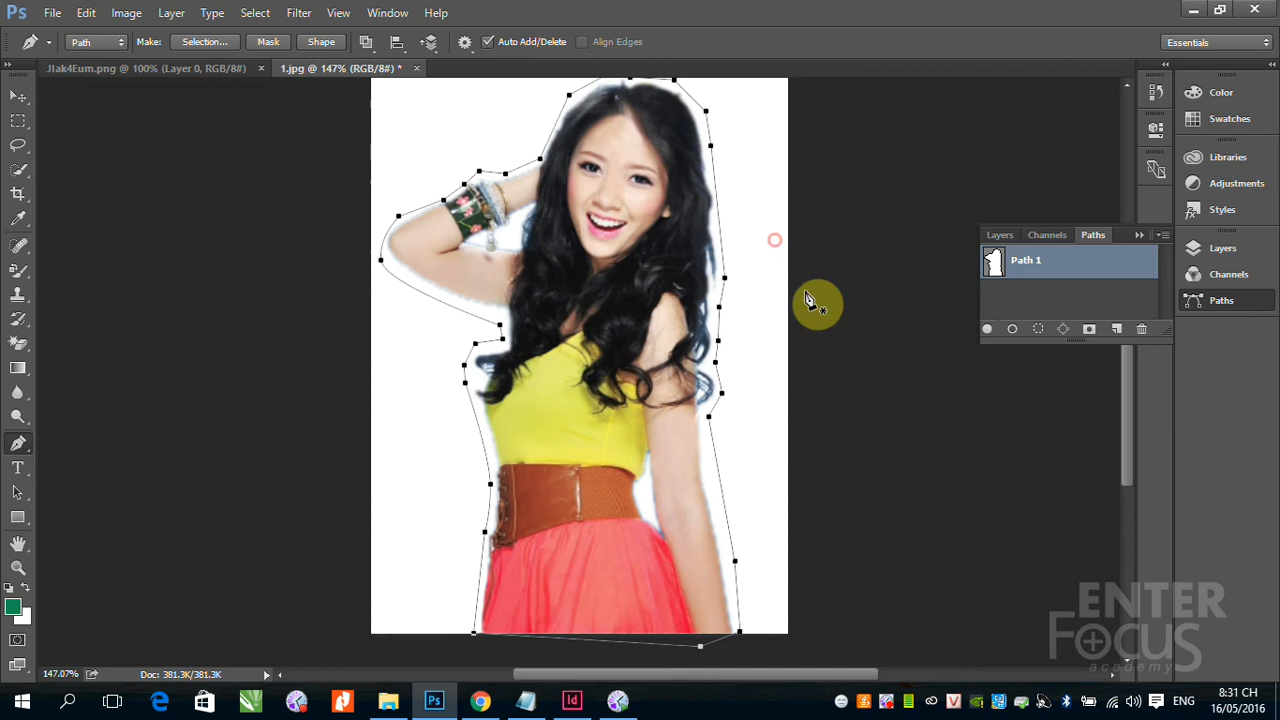 Ps File Edit Image Layer Type Select Filter View Window Help
Path Make: Selection... Mask Shape Auto Add/Delete Align Edges Essentials
JIak4Eum.png @ 100% (Layer 0, RGB/8#) × 1.jpg @ 147% (RGB/8#) * ×
Color
Swatches
Libraries
Adjustments
Styles
Layers
Channels
Paths
Layers Channels Paths
Path 1
T
ENTER
FOCUS
academy
147.07% Doc: 381.3K/381.3K
Ps Id ENG 8:31 CH
16/05/2016